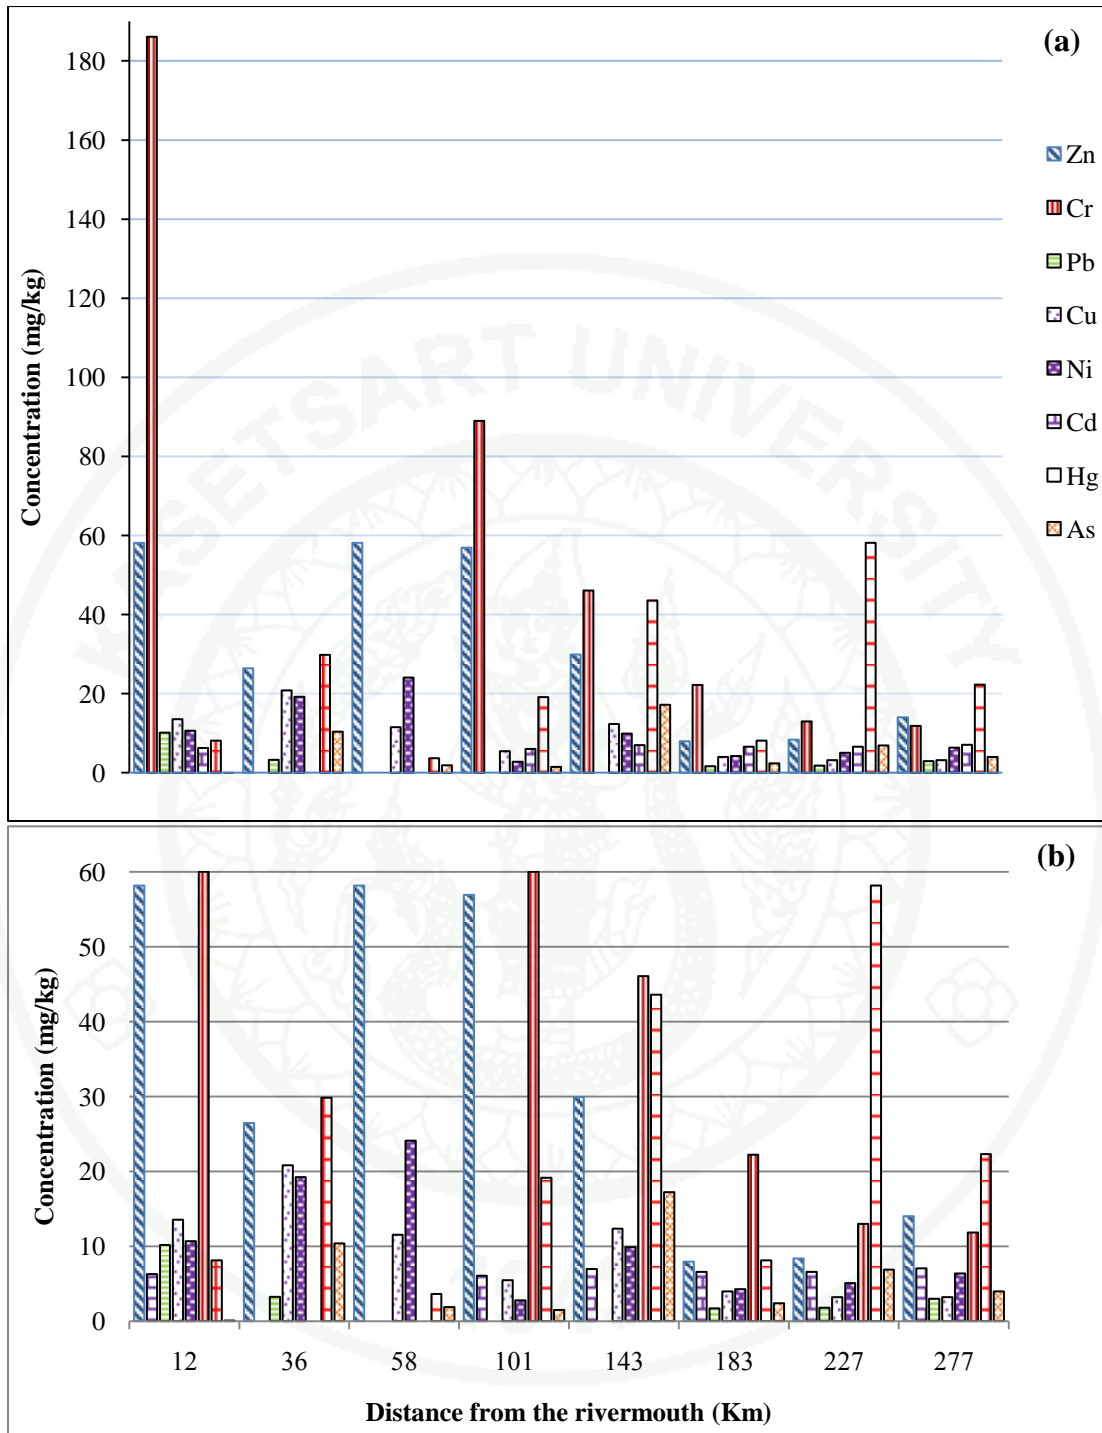 (a)
180
160
140
120
100
80
60
40
20
0
Concentration (mg/kg)
Zn
Cr
Pb
Cu
Ni
Cd
Hg
As
KASETSART UNIVERSITY
(b)
60
50
40
30
20
10
0
Concentration (mg/kg)
12 36 58 101 143 183 227 277
Distance from the rivermouth (Km)